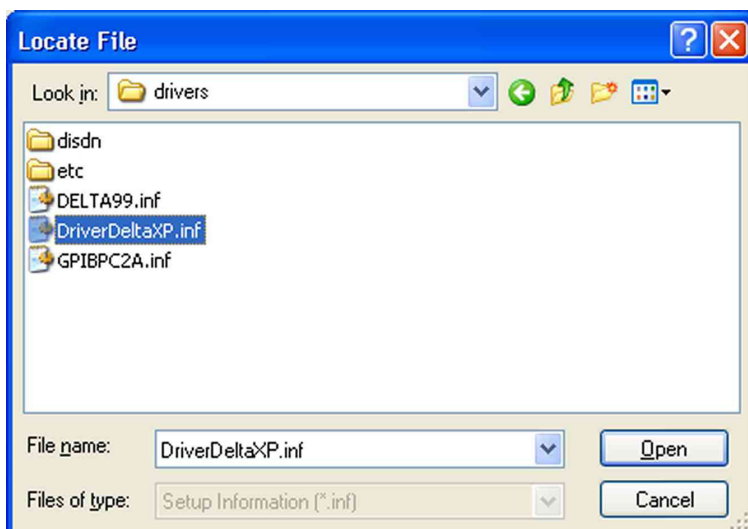 Locate File
Look in: drivers
disdn
etc
DELTA99.inf
DriverDeltaXP.inf
GPIBPC2A.inf
File name: DriverDeltaXP.inf Open
Files of type: Setup Information (*.inf) Cancel